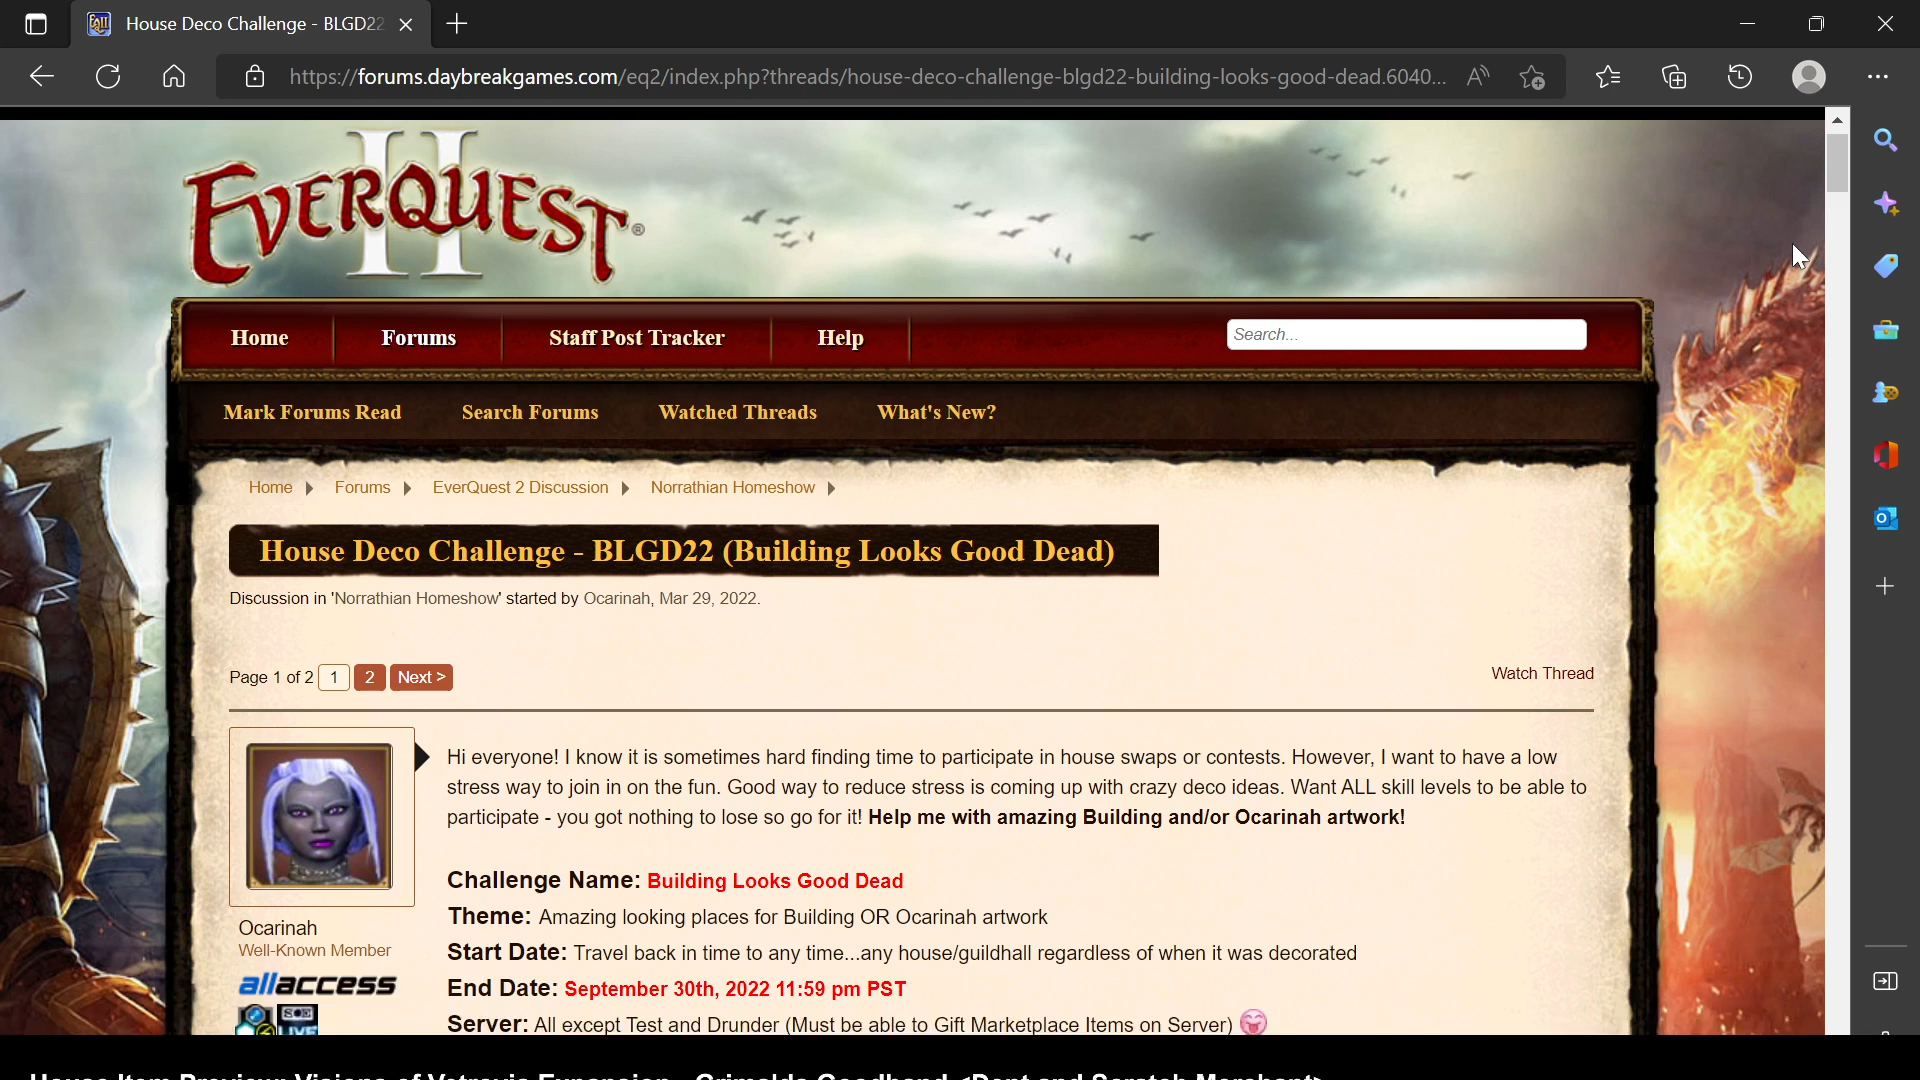 House Deco Challenge - BLGD22
https://forums.daybreakgames.com/eq2/index.php?threads/house-deco-challenge-blgd22-building-looks-good-dead.6040...
II
EVERQUEST®
Home Forums Staff Post Tracker Help Search...
Mark Forums Read Search Forums Watched Threads What's New?
Home Forums EverQuest 2 Discussion Norrathian Homeshow
House Deco Challenge - BLGD22 (Building Looks Good Dead)
Discussion in 'Norrathian Homeshow' started by Ocarinah, Mar 29, 2022.
Page 1 of 2 1 2 Next > Watch Thread
Hi everyone! I know it is sometimes hard finding time to participate in house swaps or contests. However, I want to have a low
stress way to join in on the fun. Good way to reduce stress is coming up with crazy deco ideas. Want ALL skill levels to be able to
participate - you got nothing to lose so go for it! Help me with amazing Building and/or Ocarinah artwork!
Challenge Name: Building Looks Good Dead
Theme: Amazing looking places for Building OR Ocarinah artwork
Start Date: Travel back in time to any time...any house/guildhall regardless of when it was decorated
End Date: September 30th, 2022 11:59 pm PST
Server: All except Test and Drunder (Must be able to Gift Marketplace Items on Server)
Ocarinah
Well-Known Member
allaccess
LIVE